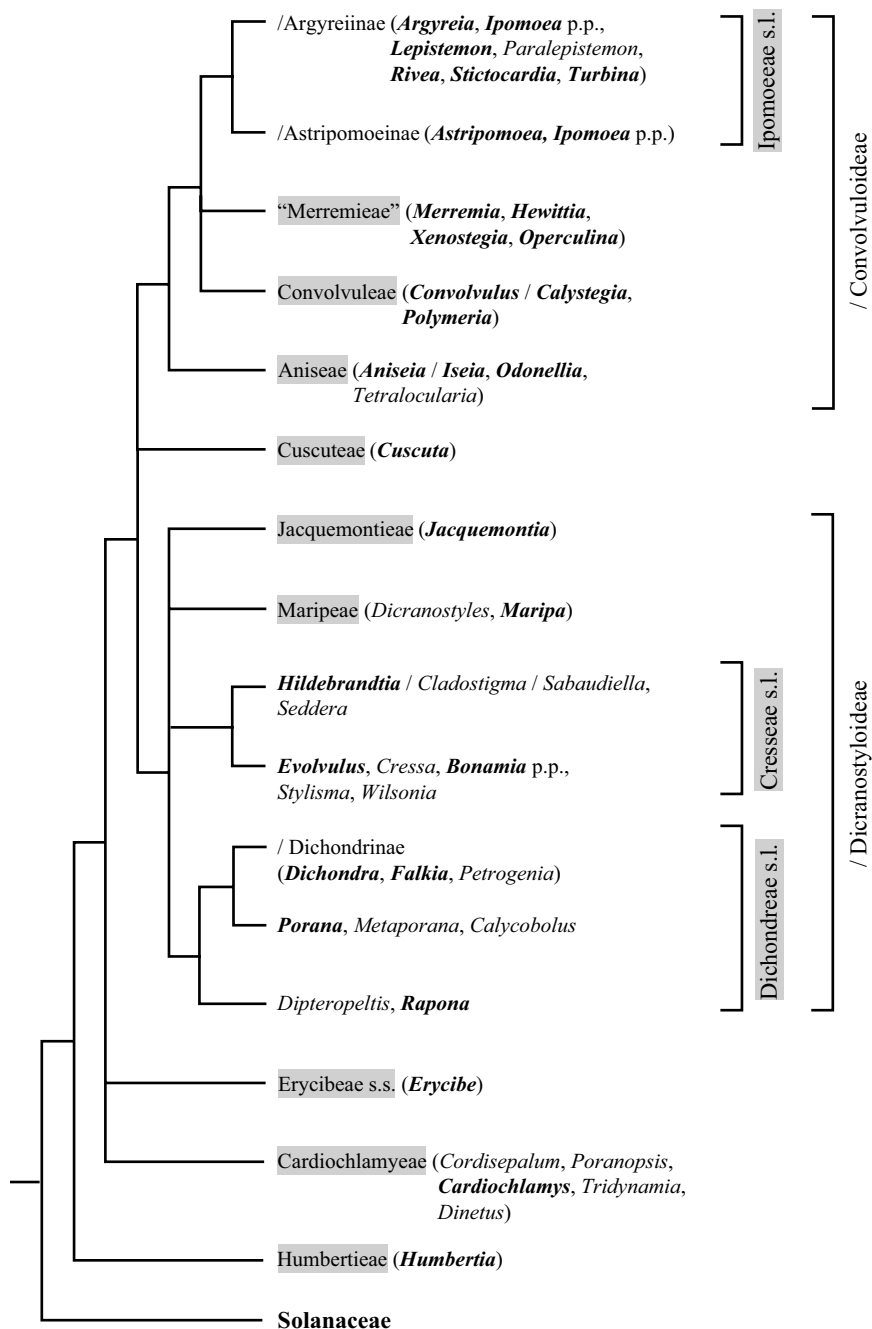 /Argyreiinae (Argyreia, Ipomoea p.p.,
Lepistemon, Paralepistemon,
Rivea, Stictocardia, Turbina)
/Astripomoeinae (Astripomoea, Ipomoea p.p.)
Ipomoeeae s.l.
“Merremieae” (Merremia, Hewittia,
Xenostegia, Operculina)
Convolvuleae (Convolvulus / Calystegia,
Polymeria)
Aniseae (Aniseia / Iseia, Odonellia,
Tetralocularia)
/ Convolvuloideae
Cuscuteae (Cuscuta)
Jacquemontieae (Jacquemontia)
Maripeae (Dicranostyles, Maripa)
Hildebrandtia / Cladostigma / Sabaudiella,
Seddera
Evolvulus, Cressa, Bonamia p.p.,
Stylisma, Wilsonia
Cresseae s.l.
/ Dichondrinae
(Dichondra, Falkia, Petrogenia)
Porana, Metaporana, Calycobolus
Dipteropeltis, Rapona
Dichondreae s.l.
/ Dicranostyloideae
Erycibeae s.s. (Erycibe)
Cardiochlamyeae (Cordisepalum, Poranopsis,
Cardiochlamys, Tridynamia,
Dinetus)
Humbertieae (Humbertia)
Solanaceae